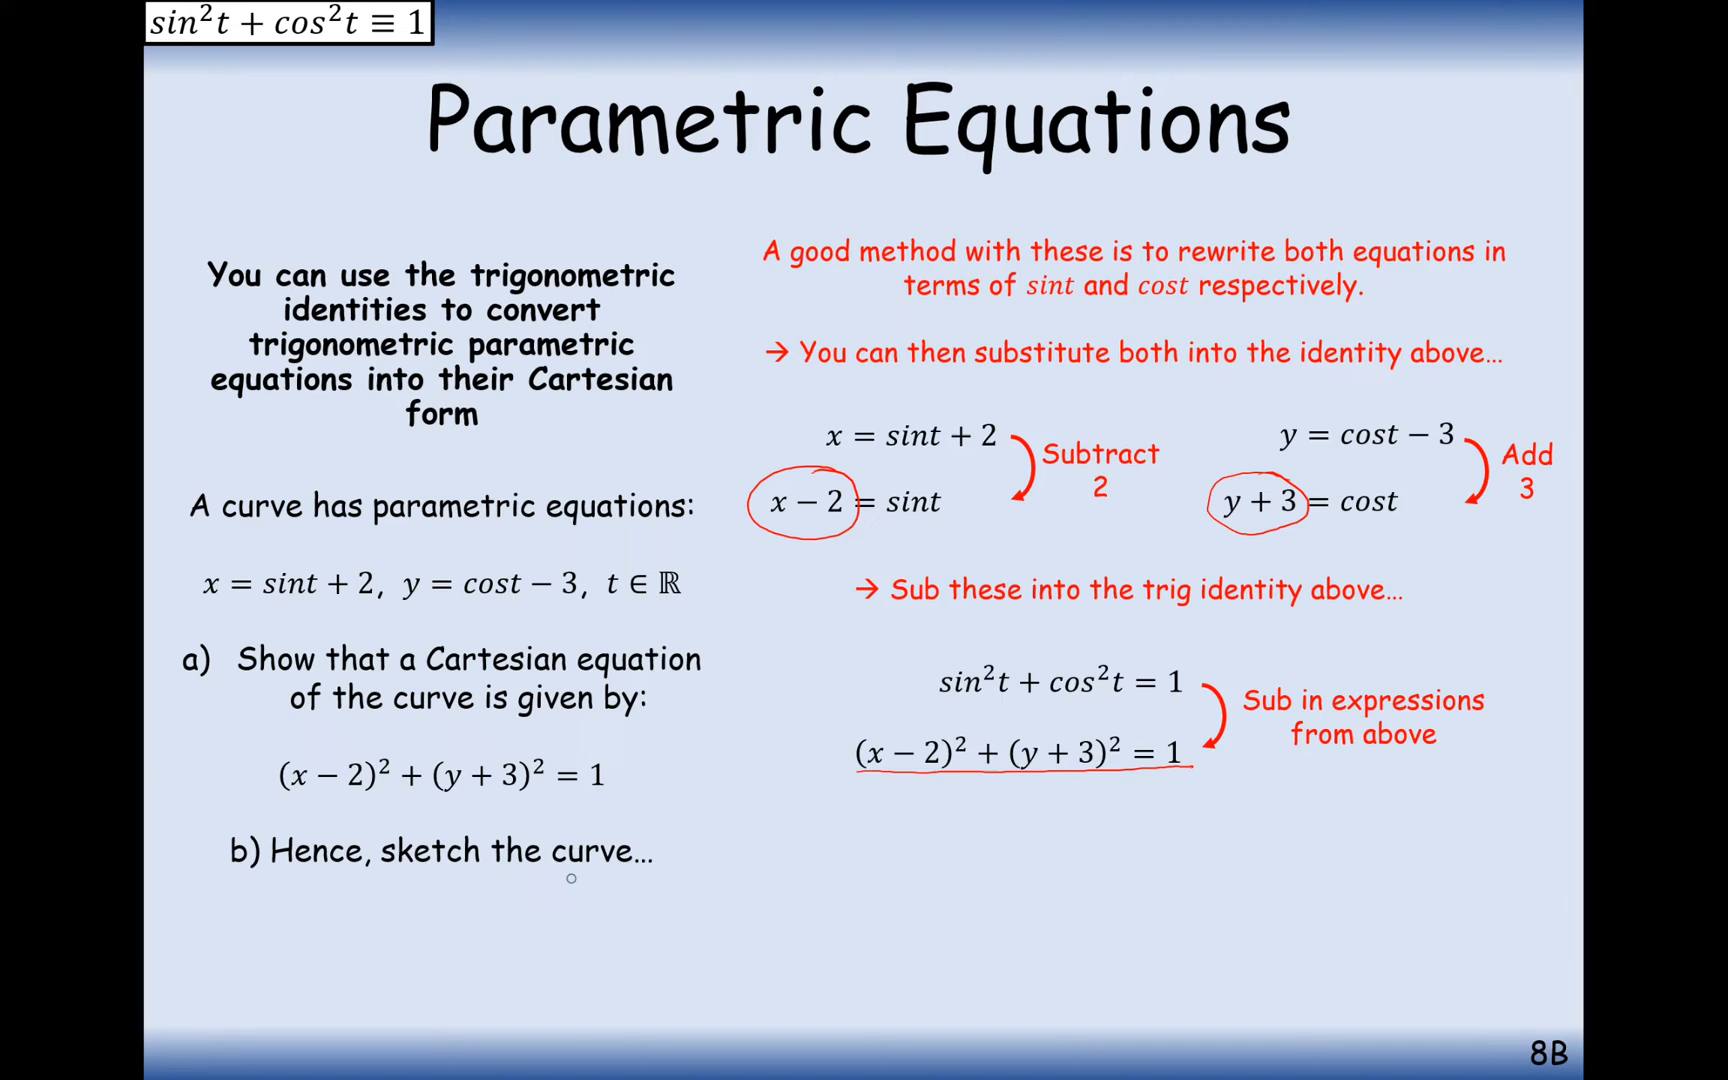 sin²t + cos²t ≡ 1
Parametric Equations
You can use the trigonometric
identities to convert
trigonometric parametric
equations into their Cartesian
form
A curve has parametric equations:
x = sint + 2, y = cost − 3, t ∈ ℝ
a) Show that a Cartesian equation
of the curve is given by:
(x − 2)² + (y + 3)² = 1
b) Hence, sketch the curve…
A good method with these is to rewrite both equations in
terms of sint and cost respectively.
→ You can then substitute both into the identity above…
x = sint + 2
x − 2 = sint
Subtract
2
y = cost − 3
y + 3 = cost
Add
3
→ Sub these into the trig identity above…
sin²t + cos²t = 1
(x − 2)² + (y + 3)² = 1
Sub in expressions
from above
8B